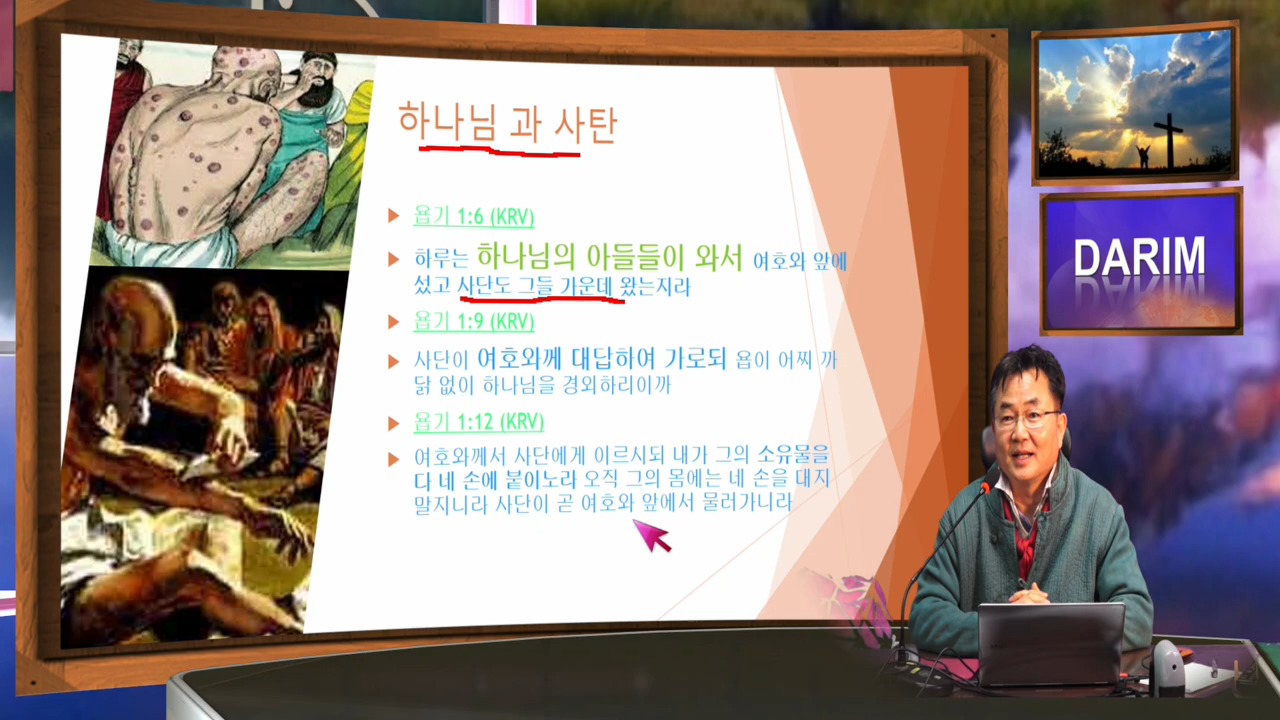 하나님 과 사탄
욥기 1:6 (KRV)
하루는 하나님의 아들들이 와서 여호와 앞에
섰고 사단도 그들 가운데 왔는지라
욥기 1:9 (KRV)
사단이 여호와께 대답하여 가로되 욥이 어찌 까
닭 없이 하나님을 경외하리이까
욥기 1:12 (KRV)
여호와께서 사단에게 이르시되 내가 그의 소유물을
다 네 손에 붙이노라 오직 그의 몸에는 네 손을 대지
말지니라 사단이 곧 여호와 앞에서 물러가니라
DARIM